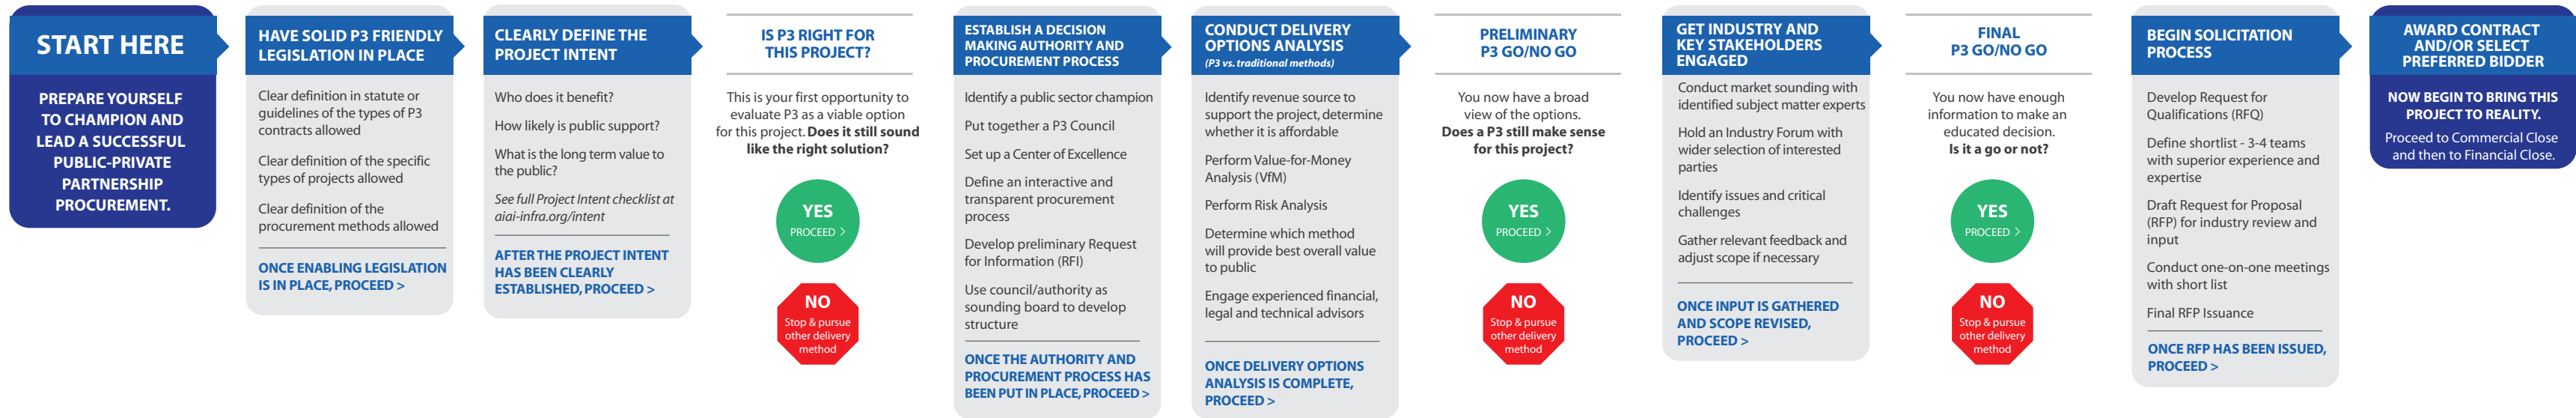 START HERE
PREPARE YOURSELF
TO CHAMPION AND
LEAD A SUCCESSFUL
PUBLIC-PRIVATE
PARTNERSHIP
PROCUREMENT.
HAVE SOLID P3 FRIENDLY
LEGISLATION IN PLACE
Clear definition in statute or
guidelines of the types of P3
contracts allowed
Clear definition of the specific
types of projects allowed
Clear definition of the
procurement methods allowed
ONCE ENABLING LEGISLATION
IS IN PLACE, PROCEED >
CLEARLY DEFINE THE
PROJECT INTENT
Who does it benefit?
How likely is public support?
What is the long term value to
the public?
See full Project Intent checklist at
aiai-infra.org/intent
AFTER THE PROJECT INTENT
HAS BEEN CLEARLY
ESTABLISHED, PROCEED >
IS P3 RIGHT FOR
THIS PROJECT?
This is your first opportunity to
evaluate P3 as a viable option
for this project. Does it still sound
like the right solution?
YES
PROCEED >
NO
Stop & pursue
other delivery
method
ESTABLISH A DECISION
MAKING AUTHORITY AND
PROCUREMENT PROCESS
Identify a public sector champion
Put together a P3 Council
Set up a Center of Excellence
Define an interactive and
transparent procurement
process
Develop preliminary Request
for Information (RFI)
Use council/authority as
sounding board to develop
structure
ONCE THE AUTHORITY AND
PROCUREMENT PROCESS HAS
BEEN PUT IN PLACE, PROCEED >
CONDUCT DELIVERY
OPTIONS ANALYSIS
(P3 vs. traditional methods)
Identify revenue source to
support the project, determine
whether it is affordable
Perform Value-for-Money
Analysis (VfM)
Perform Risk Analysis
Determine which method
will provide best overall value
to public
Engage experienced financial,
legal and technical advisors
ONCE DELIVERY OPTIONS
ANALYSIS IS COMPLETE,
PROCEED >
PRELIMINARY
P3 GO/NO GO
You now have a broad
view of the options.
Does a P3 still make sense
for this project?
YES
PROCEED >
NO
Stop & pursue
other delivery
method
GET INDUSTRY AND
KEY STAKEHOLDERS
ENGAGED
Conduct market sounding with
identified subject matter experts
Hold an Industry Forum with
wider selection of interested
parties
Identify issues and critical
challenges
Gather relevant feedback and
adjust scope if necessary
ONCE INPUT IS GATHERED
AND SCOPE REVISED,
PROCEED >
FINAL
P3 GO/NO GO
You now have enough
information to make an
educated decision.
Is it a go or not?
YES
PROCEED >
NO
Stop & pursue
other delivery
method
BEGIN SOLICITATION
PROCESS
Develop Request for
Qualifications (RFQ)
Define shortlist - 3-4 teams
with superior experience and
expertise
Draft Request for Proposal
(RFP) for industry review and
input
Conduct one-on-one meetings
with short list
Final RFP Issuance
ONCE RFP HAS BEEN ISSUED,
PROCEED >
AWARD CONTRACT
AND/OR SELECT
PREFERRED BIDDER
NOW BEGIN TO BRING THIS
PROJECT TO REALITY.
Proceed to Commercial Close
and then to Financial Close.